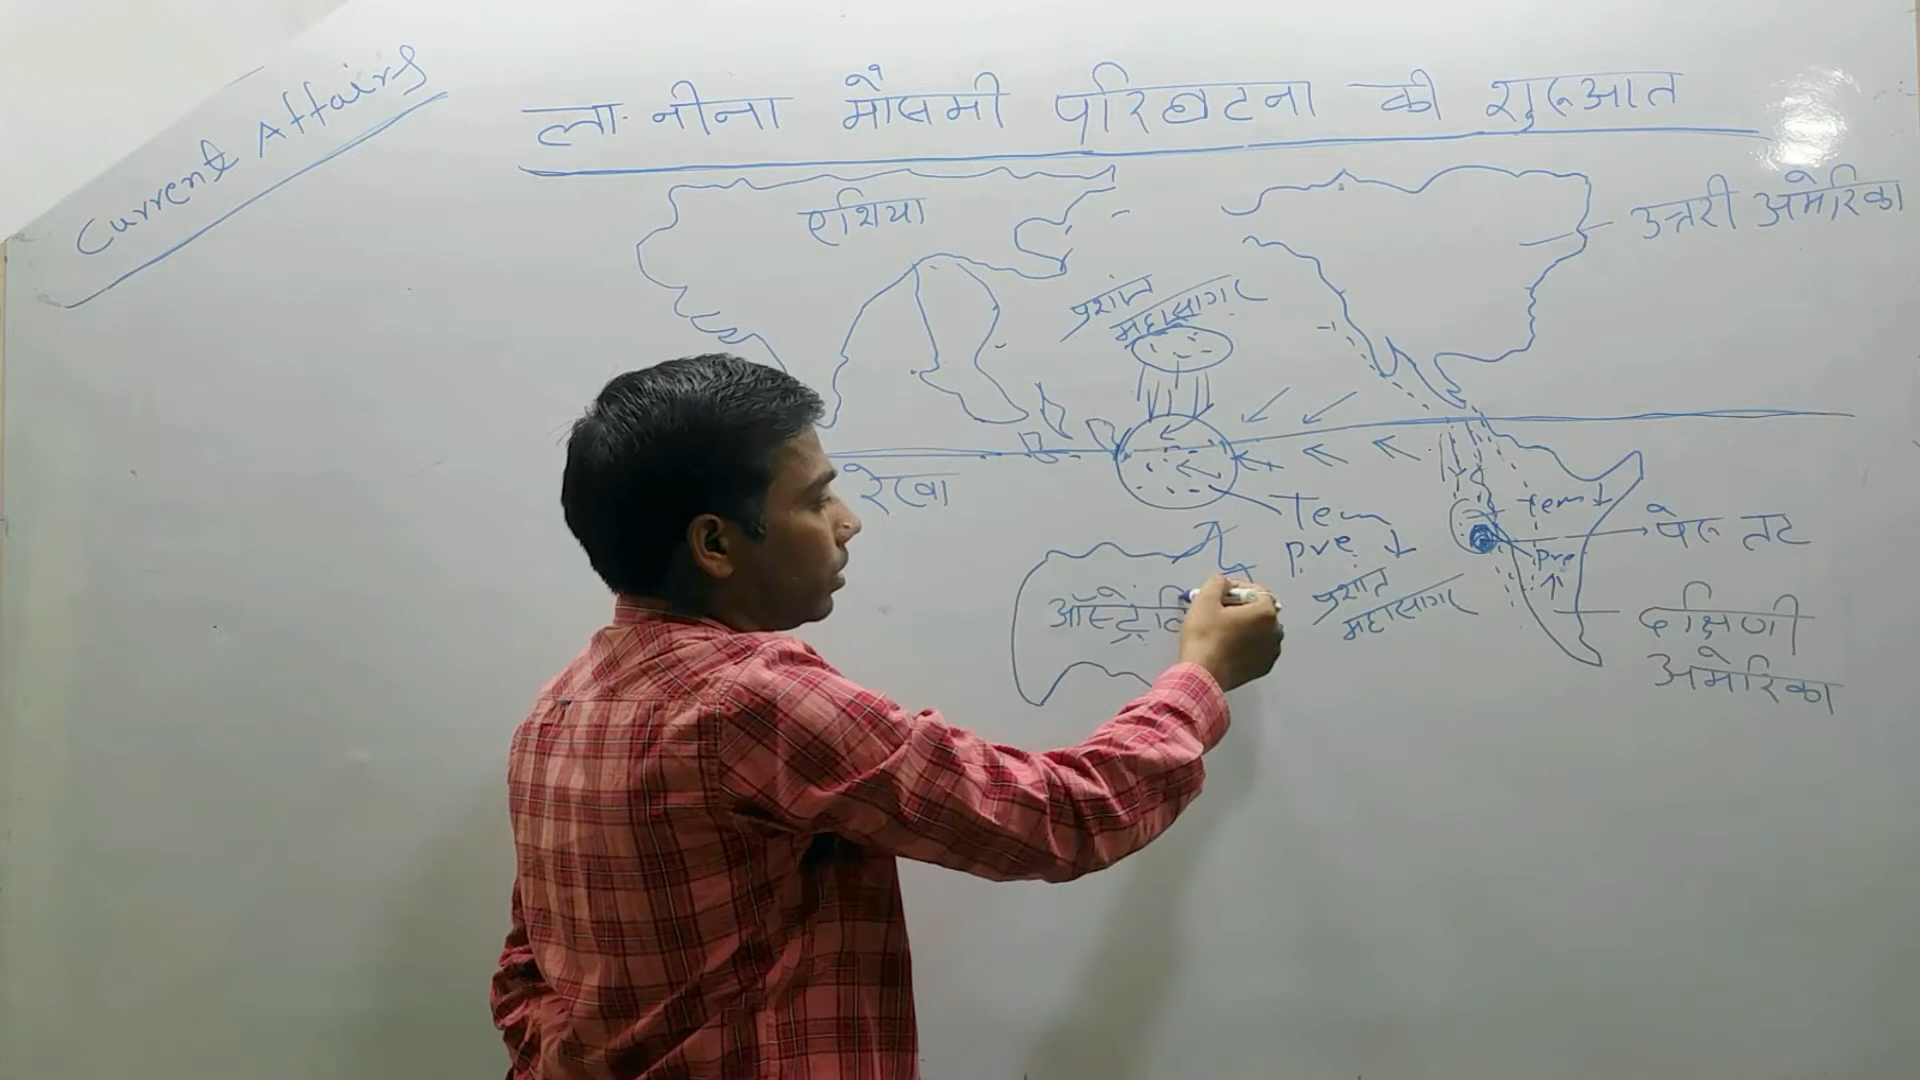 Current Affairs
ला-नीना मौसमी परिघटना की शुरूआत
एशिया
उत्तरी अमेरिका
प्रशांत
महासागर
रेखा
Tem
Pre ↓
Tem ↓
Pre ↑
पेरू तट
ऑस्ट्रेलि
प्रशांत
महासागर
दक्षिणी
अमेरिका